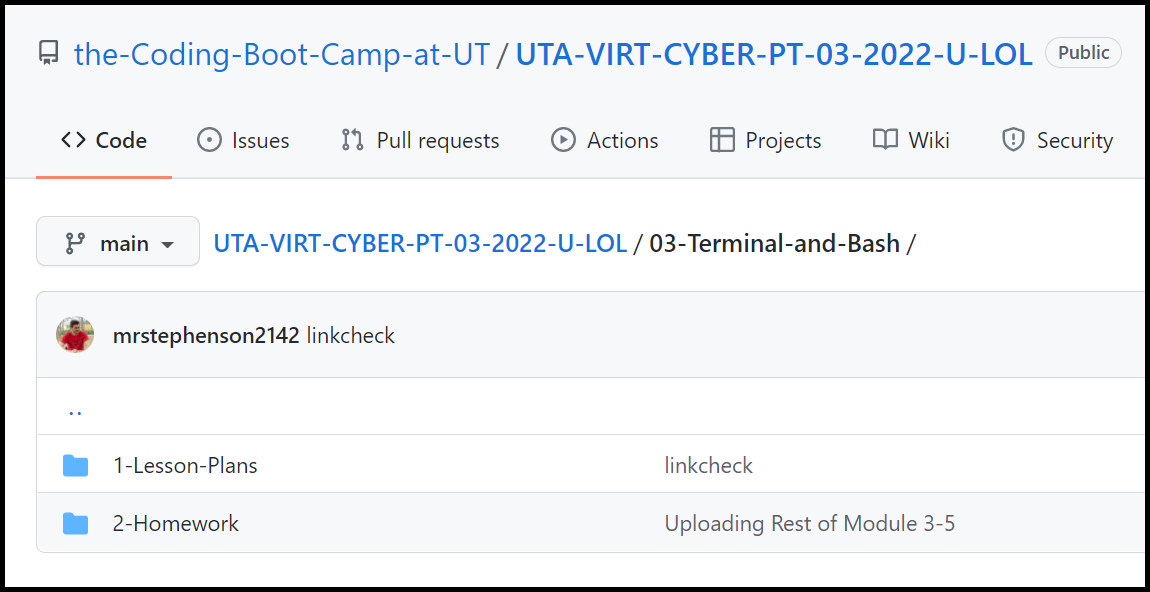 the-Coding-Boot-Camp-at-UT / UTA-VIRT-CYBER-PT-03-2022-U-LOL Public
Code Issues Pull requests Actions Projects Wiki Security
main UTA-VIRT-CYBER-PT-03-2022-U-LOL / 03-Terminal-and-Bash /
mrstephenson2142 linkcheck
..
1-Lesson-Plans linkcheck
2-Homework Uploading Rest of Module 3-5